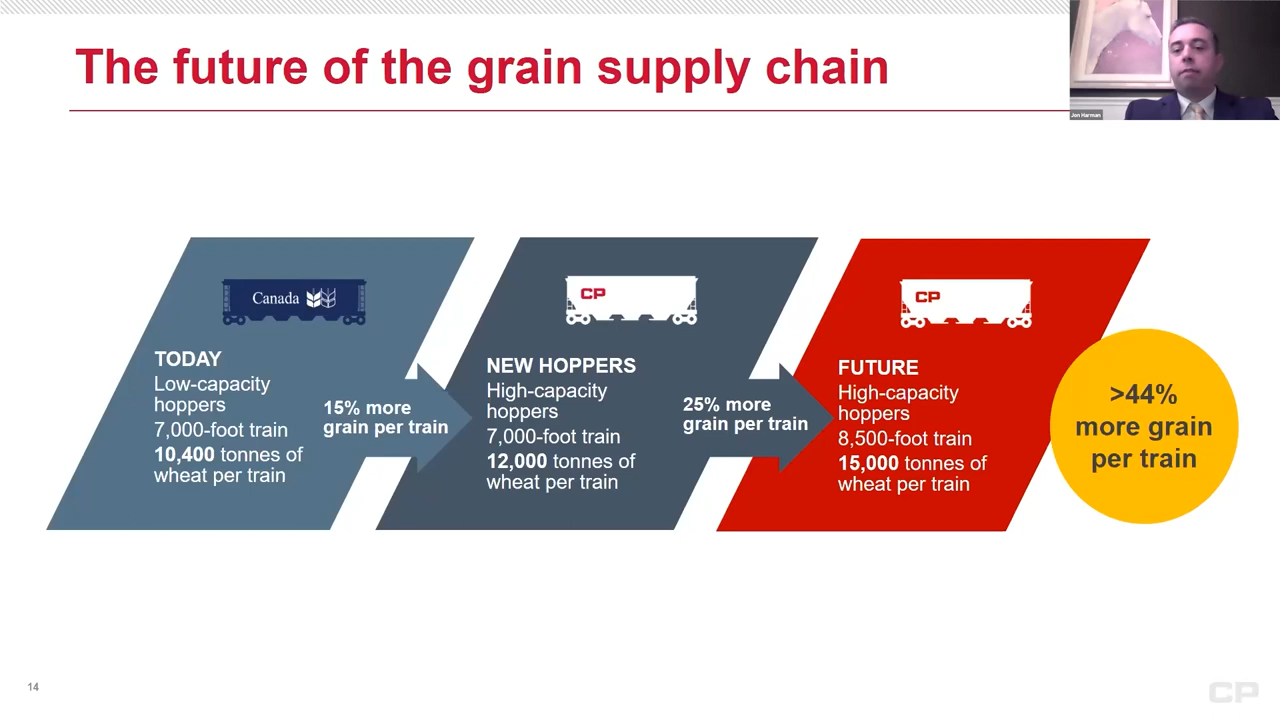 The future of the grain supply chain
Jon Harman
Canada
TODAY
Low-capacity
hoppers
7,000-foot train
10,400 tonnes of
wheat per train
15% more
grain per train
CP
NEW HOPPERS
High-capacity
hoppers
7,000-foot train
12,000 tonnes of
wheat per train
25% more
grain per train
CP
FUTURE
High-capacity
hoppers
8,500-foot train
15,000 tonnes of
wheat per train
>44%
more grain
per train
14
CP